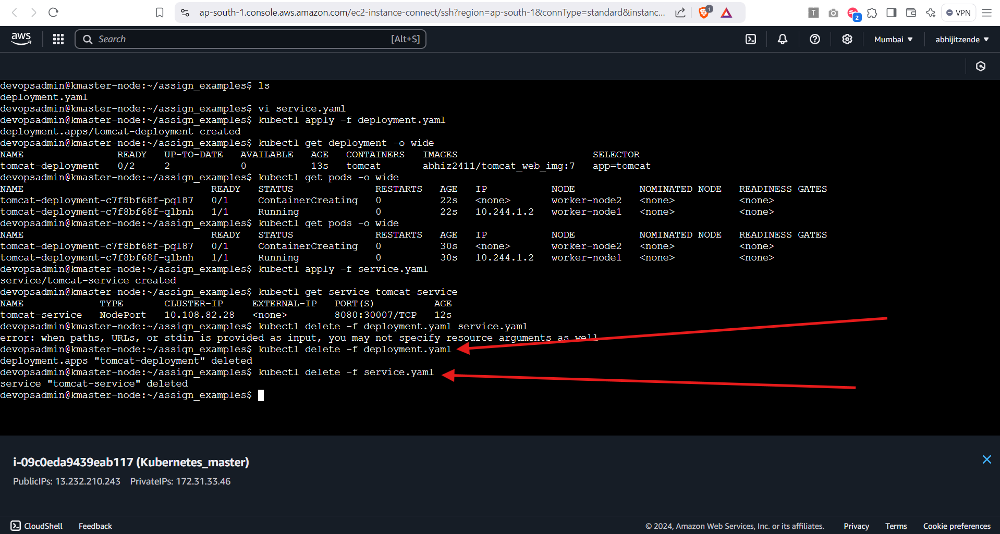 ap-south-1.console.aws.amazon.com/ec2-instance-connect/ssh?region=ap-south-1&connType=standard&instanc...
1
T
2
VPN
aws
Search
[Alt+S]
Mumbai
abhijitzende
devopsadmin@kmaster-node:~/assign_examples$ ls
deployment.yaml
devopsadmin@kmaster-node:~/assign_examples$ vi service.yaml
devopsadmin@kmaster-node:~/assign_examples$ kubectl apply -f deployment.yaml
deployment.apps/tomcat-deployment created
devopsadmin@kmaster-node:~/assign_examples$ kubectl get deployment -o wide
NAME READY UP-TO-DATE AVAILABLE AGE CONTAINERS IMAGES SELECTOR
tomcat-deployment 0/2 2 0 13s tomcat abhiz2411/tomcat_web_img:7 app=tomcat
devopsadmin@kmaster-node:~/assign_examples$ kubectl get pods -o wide
NAME READY STATUS RESTARTS AGE IP NODE NOMINATED NODE READINESS GATES
tomcat-deployment-c7f8bf68f-pql87 0/1 ContainerCreating 0 22s <none> worker-node2 <none> <none>
tomcat-deployment-c7f8bf68f-qlbnh 1/1 Running 0 22s 10.244.1.2 worker-node1 <none> <none>
devopsadmin@kmaster-node:~/assign_examples$ kubectl get pods -o wide
NAME READY STATUS RESTARTS AGE IP NODE NOMINATED NODE READINESS GATES
tomcat-deployment-c7f8bf68f-pql87 0/1 ContainerCreating 0 30s <none> worker-node2 <none> <none>
tomcat-deployment-c7f8bf68f-qlbnh 1/1 Running 0 30s 10.244.1.2 worker-node1 <none> <none>
devopsadmin@kmaster-node:~/assign_examples$ kubectl apply -f service.yaml
service/tomcat-service created
devopsadmin@kmaster-node:~/assign_examples$ kubectl get service tomcat-service
NAME TYPE CLUSTER-IP EXTERNAL-IP PORT(S) AGE
tomcat-service NodePort 10.108.82.28 <none> 8080:30007/TCP 12s
devopsadmin@kmaster-node:~/assign_examples$ kubectl delete -f deployment.yaml service.yaml
error: when paths, URLs, or stdin is provided as input, you may not specify resource arguments as well
devopsadmin@kmaster-node:~/assign_examples$ kubectl delete -f deployment.yaml
deployment.apps "tomcat-deployment" deleted
devopsadmin@kmaster-node:~/assign_examples$ kubectl delete -f service.yaml
service "tomcat-service" deleted
devopsadmin@kmaster-node:~/assign_examples$
i-09c0eda9439eab117 (Kubernetes_master)
PublicIPs: 13.232.210.243 PrivateIPs: 172.31.33.46
CloudShell Feedback © 2024, Amazon Web Services, Inc. or its affiliates. Privacy Terms Cookie preferences